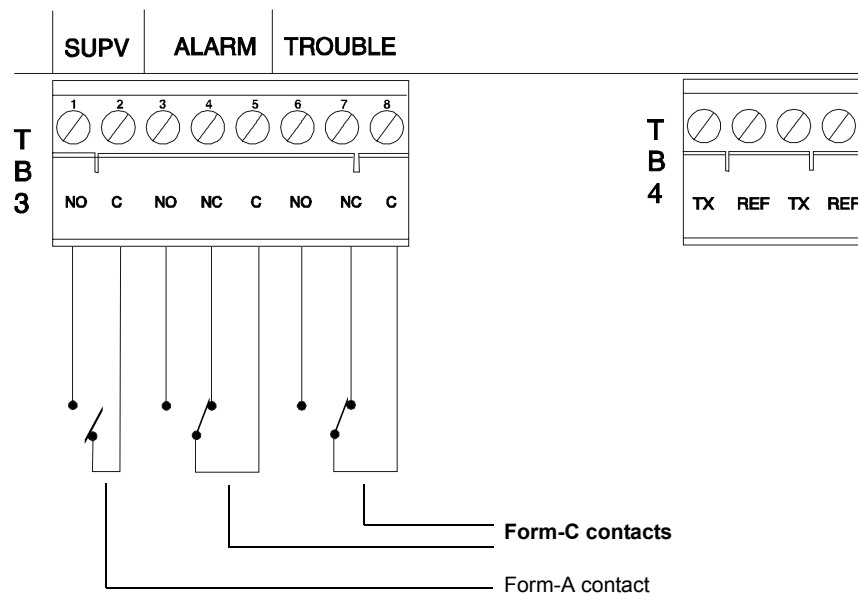 SUPV ALARM TROUBLE
1 2 3 4 5 6 7 8
T
B
3
NO C NO NC C NO NC C
T
B
4
TX REF TX REF
Form-C contacts
Form-A contact